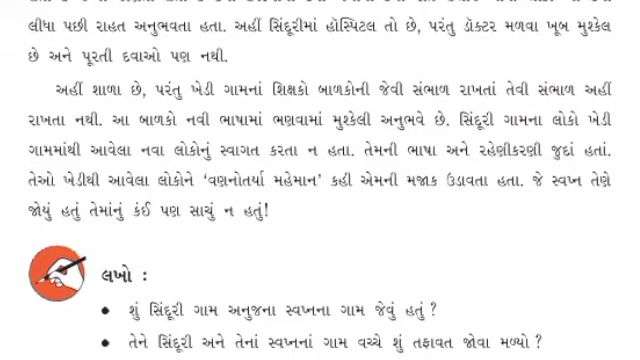 લીધા પછી રાહત અનુભવતા હતા. અહીં સિંદૂરીમાં હૉસ્પિટલ તો છે, પરંતુ ડૉક્ટર મળવા ખૂબ મુશ્કેલ
છે અને પૂરતી દવાઓ પણ નથી.
અહીં શાળા છે, પરંતુ ખેડી ગામનાં શિક્ષકો બાળકોની જેવી સંભાળ રાખતાં તેવી સંભાળ અહીં
રાખતા નથી. આ બાળકો નવી ભાષામાં ભણવામાં મુશ્કેલી અનુભવે છે. સિંદૂરી ગામના લોકો ખેડી
ગામમાંથી આવેલા નવા લોકોનું સ્વાગત કરતા ન હતા. તેમની ભાષા અને રહેણીકરણી જુદાં હતાં.
તેઓ ખેડીથી આવેલા લોકોને ‘વણનોતર્યા મહેમાન’ કહી એમની મજાક ઉડાવતા હતા. જે સ્વપ્ન તેણે
જોયું હતું તેમાંનું કંઈ પણ સાચું ન હતું!
લખો :
• શું સિંદૂરી ગામ અનુજના સ્વપ્નના ગામ જેવું હતું ?
• તેને સિંદૂરી અને તેનાં સ્વપ્નનાં ગામ વચ્ચે શું તફાવત જોવા મળ્યો ?